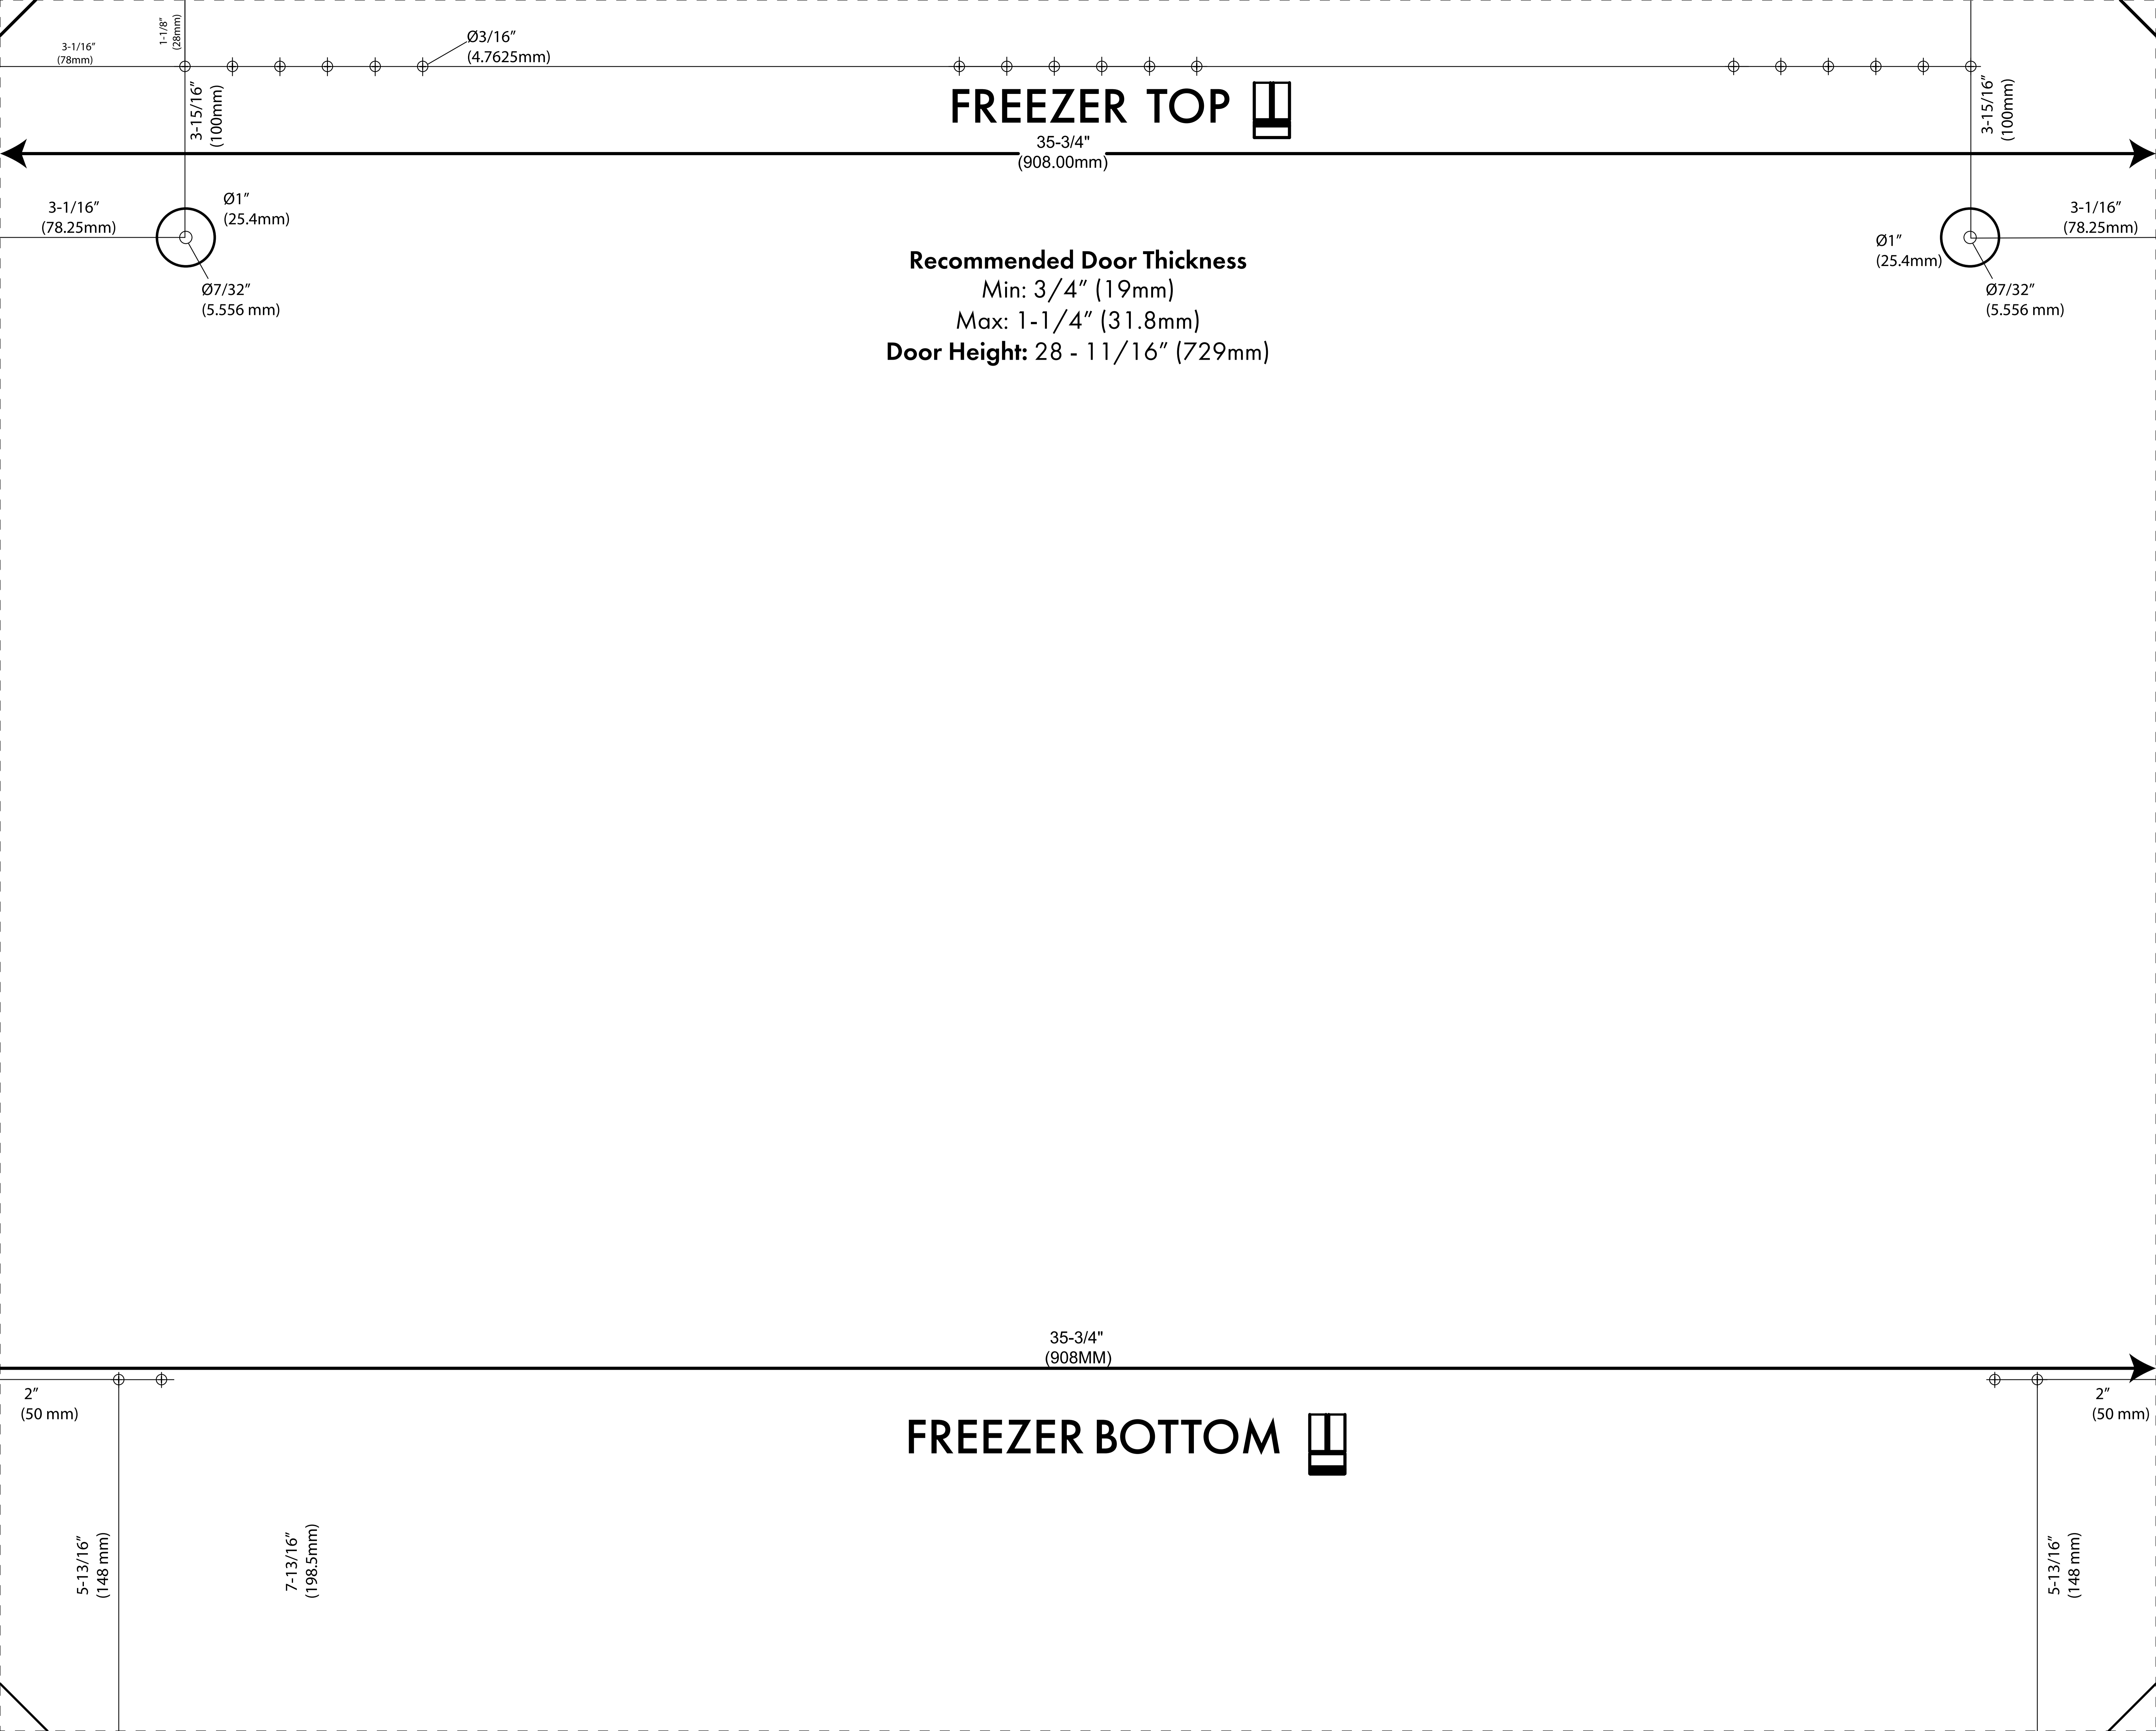 3-1/16”
(78mm)
1-1/8”
(28mm)
Ø3/16”
(4.7625mm)
3-15/16”
(100mm)
FREEZER TOP
3-15/16”
(100mm)
35-3/4"
(908.00mm)
3-1/16”
(78.25mm)
Ø1”
(25.4mm)
Ø7/32”
(5.556 mm)
Ø1”
(25.4mm)
3-1/16”
(78.25mm)
Ø7/32”
(5.556 mm)
Recommended Door Thickness
Min: 3/4” (19mm)
Max: 1-1/4” (31.8mm)
Door Height: 28 - 11/16” (729mm)
35-3/4"
(908MM)
2”
(50 mm)
2”
(50 mm)
FREEZER BOTTOM
5-13/16”
(148 mm)
7-13/16”
(198.5mm)
5-13/16”
(148 mm)